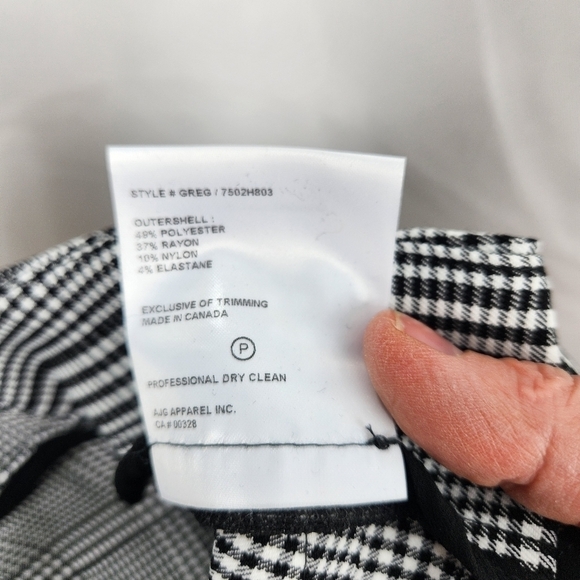 STYLE # GREG / 7502H803
OUTERSHELL :
49% POLYESTER
37% RAYON
10% NYLON
4% ELASTANE
EXCLUSIVE OF TRIMMING
MADE IN CANADA
P
PROFESSIONAL DRY CLEAN
AJG APPAREL INC.
CA # 00328